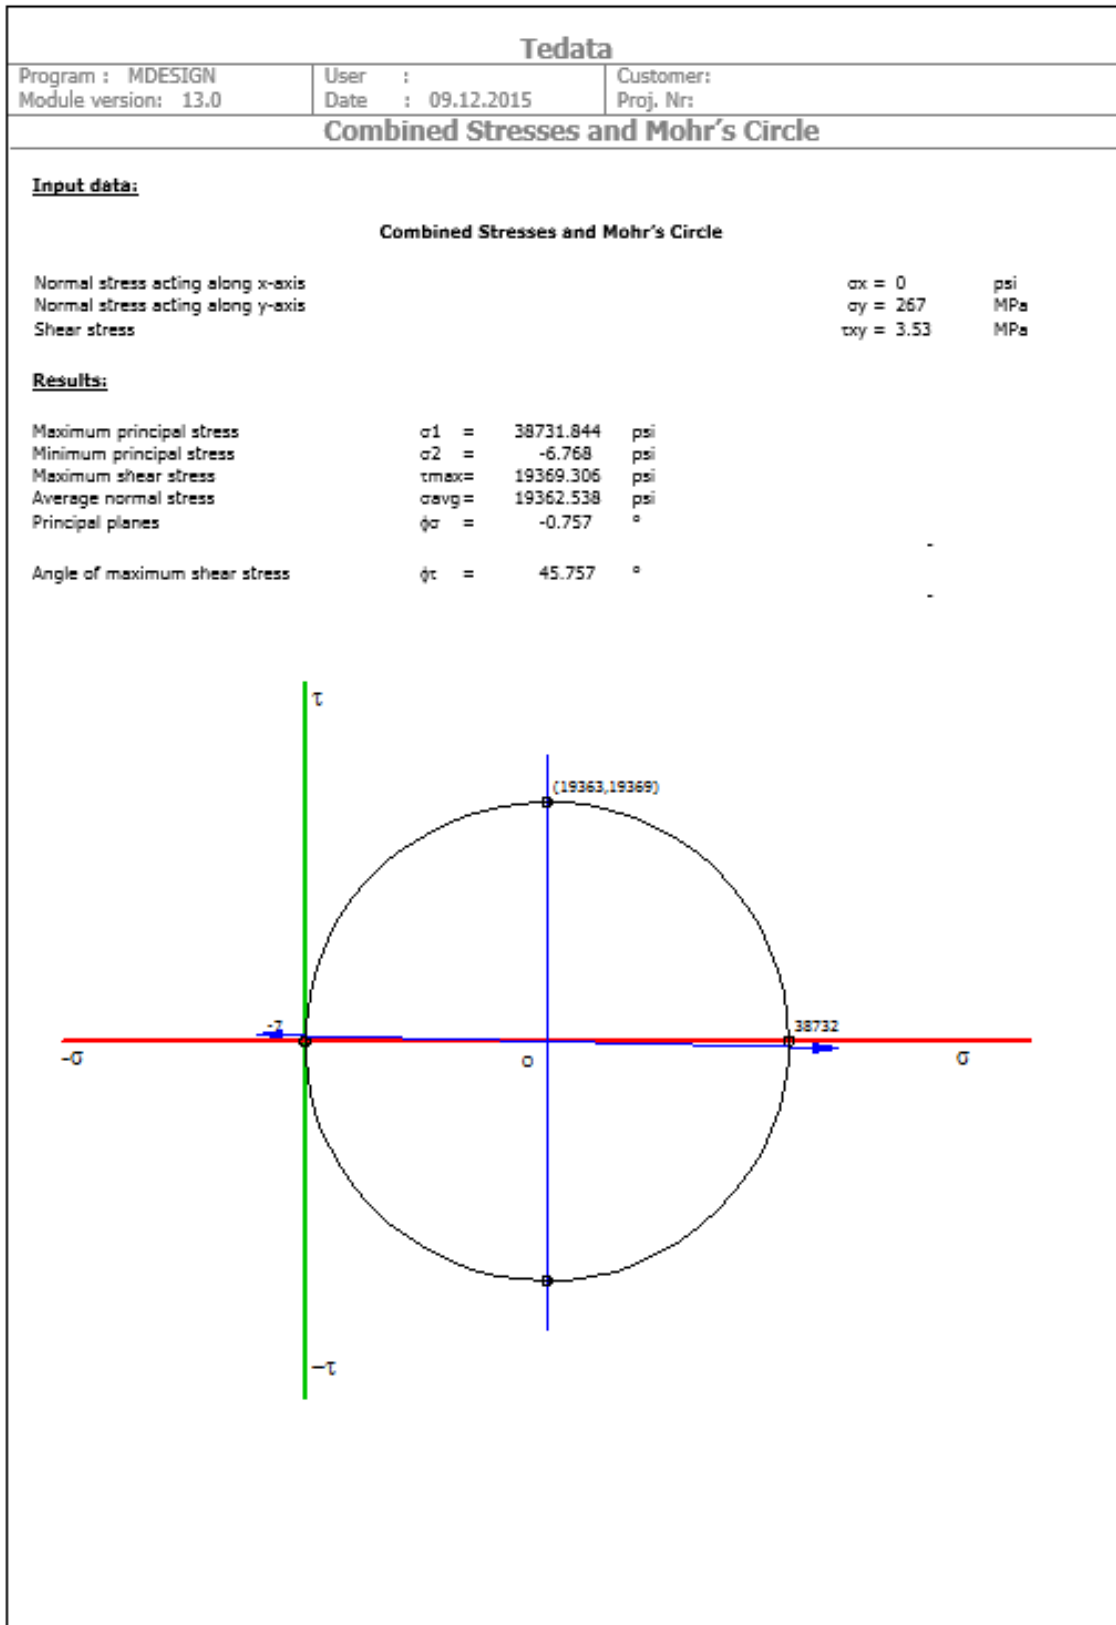 Tedata
Program : MDESIGN User : Customer:
Module version: 13.0 Date : 09.12.2015 Proj. Nr:
Combined Stresses and Mohr's Circle
Input data:
Combined Stresses and Mohr's Circle
Normal stress acting along x-axis σx = 0 psi
Normal stress acting along y-axis σy = 267 MPa
Shear stress τxy = 3.53 MPa
Results:
Maximum principal stress σ1 = 38731.844 psi
Minimum principal stress σ2 = -6.768 psi
Maximum shear stress τmax= 19369.306 psi
Average normal stress σavg= 19362.538 psi
Principal planes ϕσ = -0.757 °
-
Angle of maximum shear stress ϕτ = 45.757 °
-
τ
(19363,19369)
-7 38732
-σ O σ
-τ